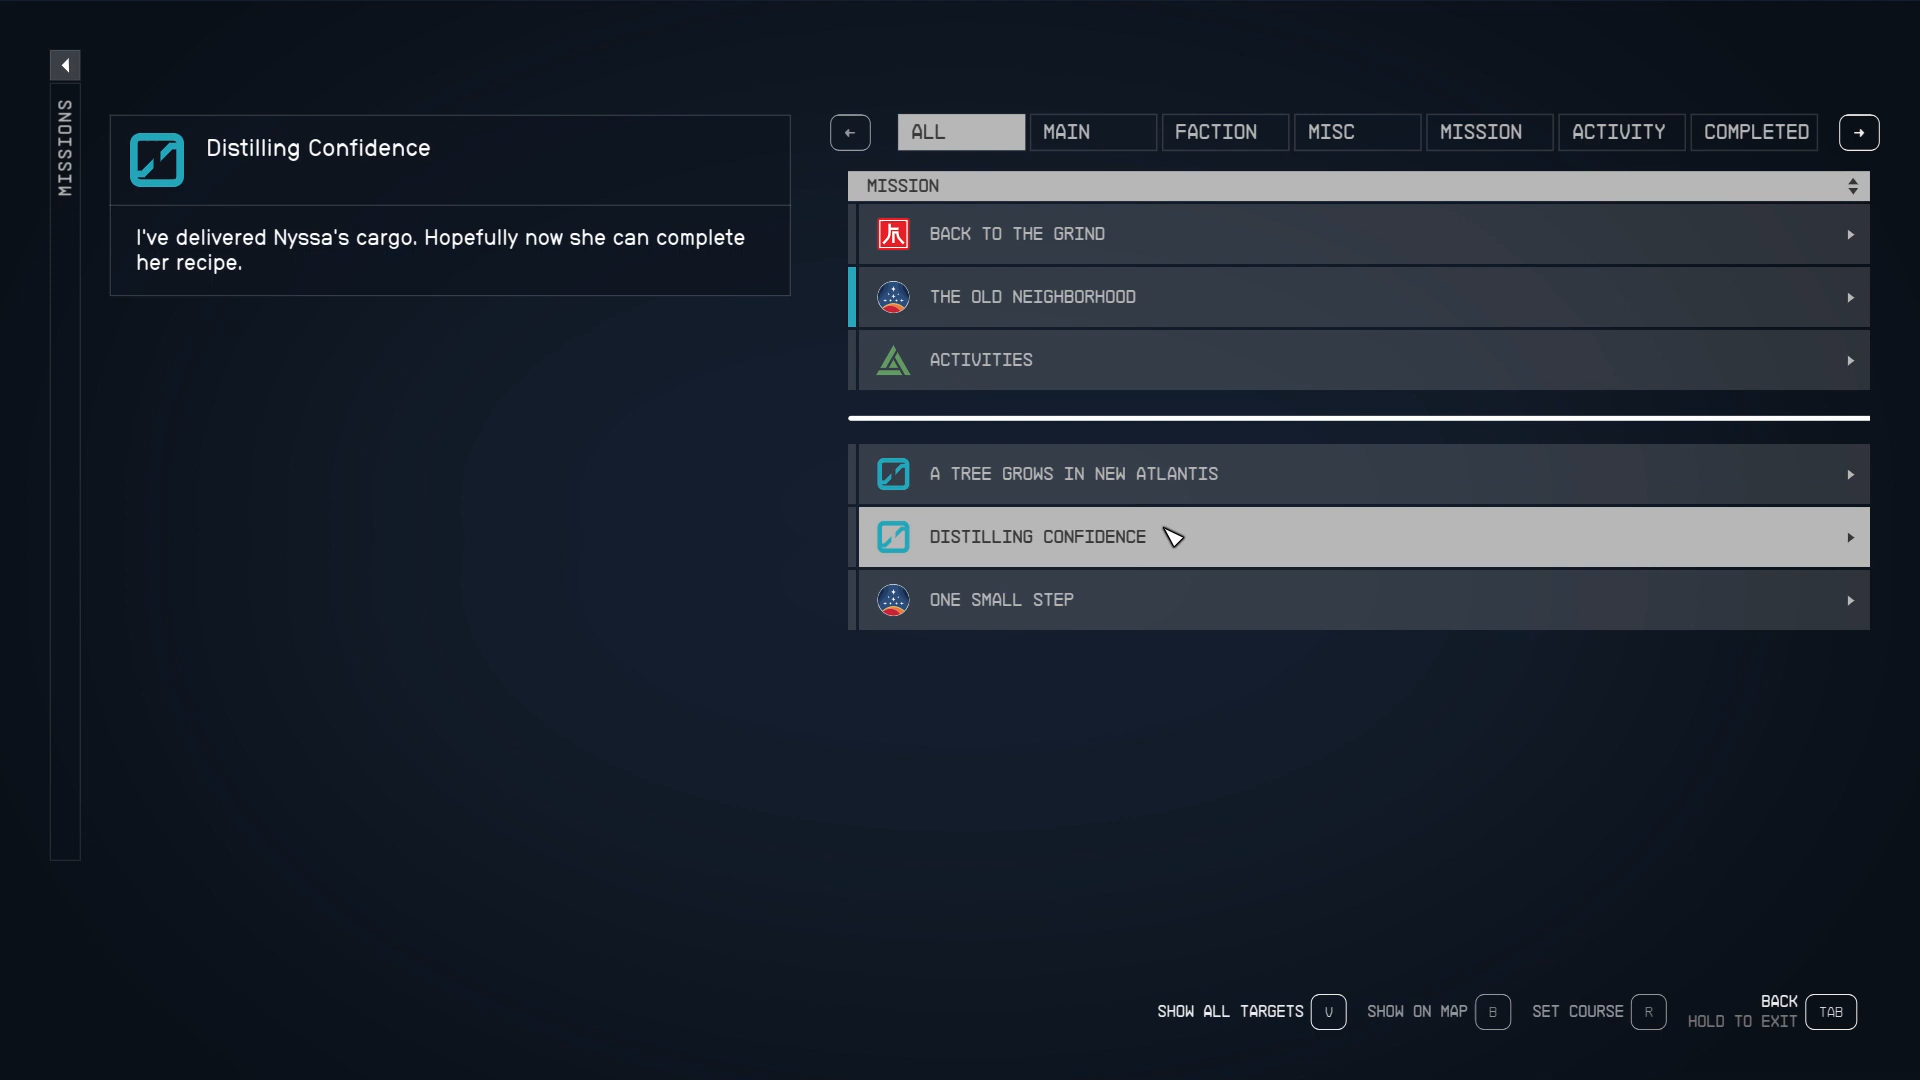 MISSIONS
Distilling Confidence
I've delivered Nyssa's cargo. Hopefully now she can complete
her recipe.
ALL
MAIN
FACTION
MISC
MISSION
ACTIVITY
COMPLETED
MISSION
BACK TO THE GRIND
THE OLD NEIGHBORHOOD
ACTIVITIES
A TREE GROWS IN NEW ATLANTIS
DISTILLING CONFIDENCE
ONE SMALL STEP
SHOW ALL TARGETS V
SHOW ON MAP B
SET COURSE R
BACK
HOLD TO EXIT
TAB